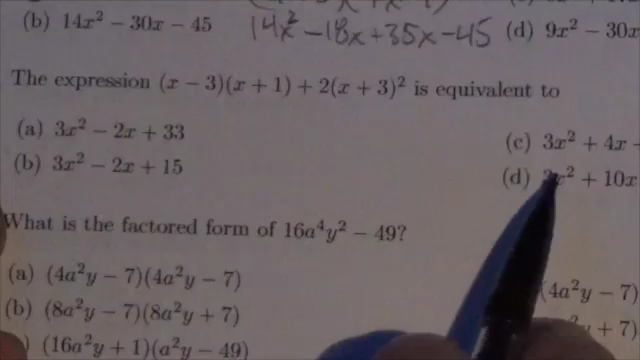 (b) 14x² − 30x − 45
14x² − 18x + 35x − 45
(d) 9x² − 30x
The expression (x − 3)(x + 1) + 2(x + 3)² is equivalent to
(a) 3x² − 2x + 33
(c) 3x² + 4x
(b) 3x² − 2x + 15
(d) x² + 10x
What is the factored form of 16a⁴y² − 49?
(a) (4a²y − 7)(4a²y − 7)
(4a²y − 7)
(b) (8a²y − 7)(8a²y + 7)
y + 7)
(16a²y + 1)(a²y − 49)